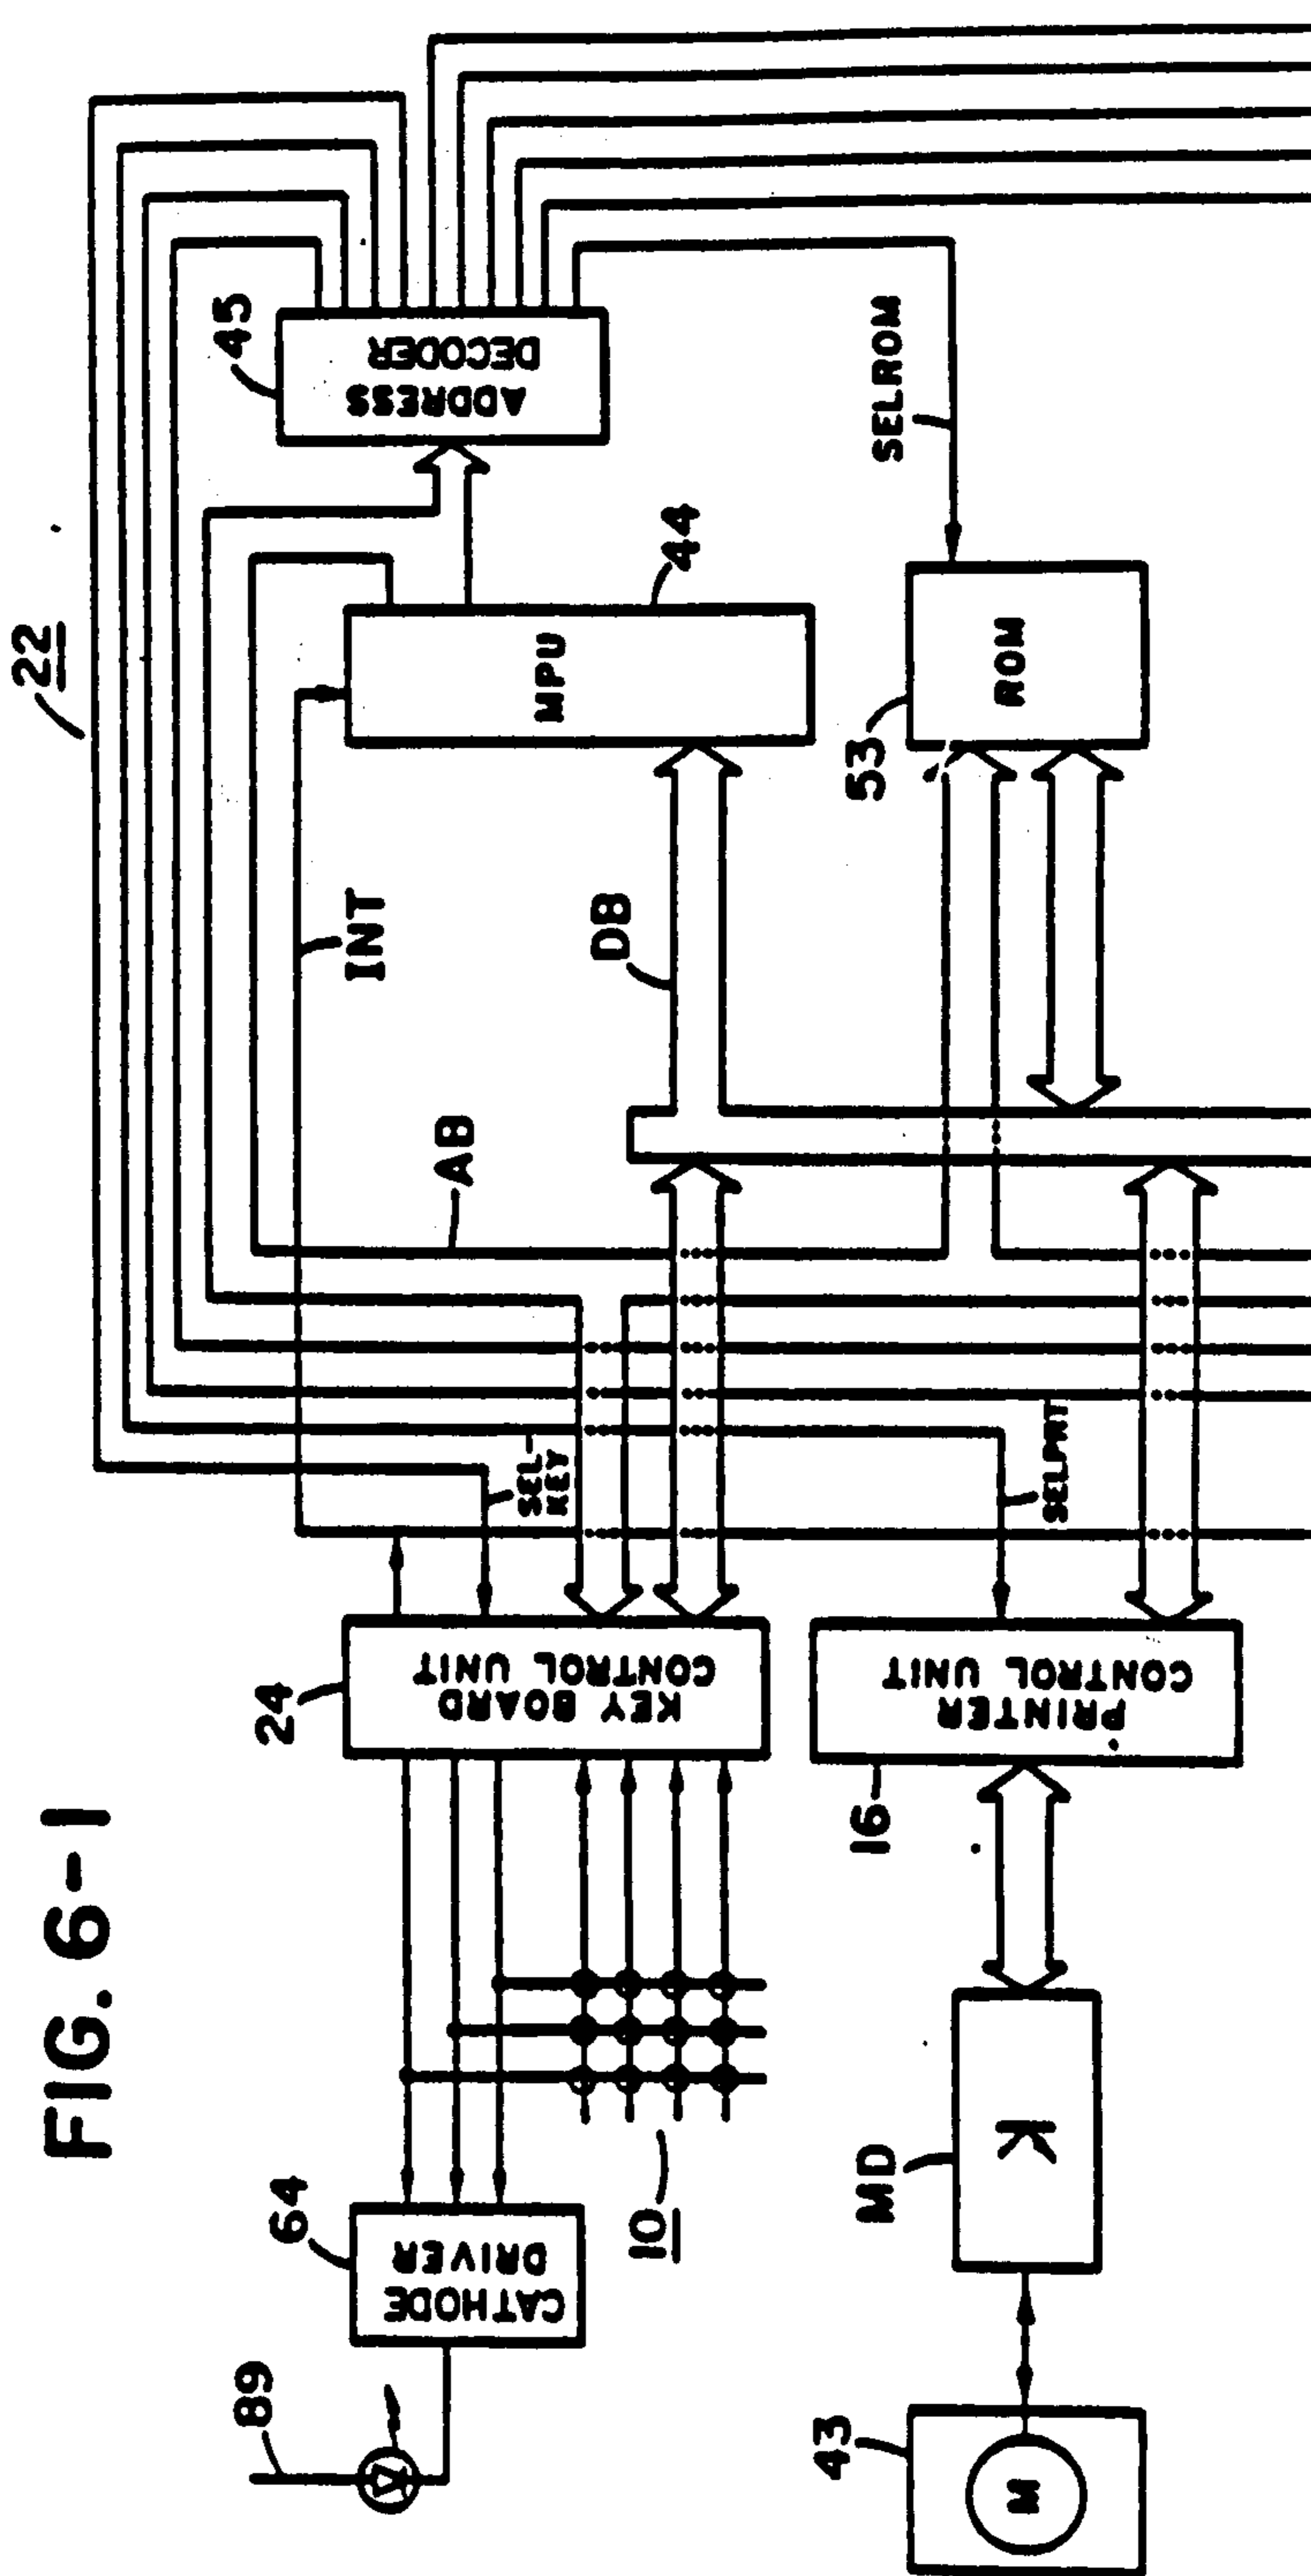 FIG. 6-1
22
45
ADDRESS
DECODER
44
MPU
INT
AB
DB
SELROM
53
ROM
SEL-
KEY
SELPRT
24
KEY BOARD
CONTROL UNIT
16
PRINTER
CONTROL UNIT
64
CATHODE
DRIVER
89
10
MD
K
43
M